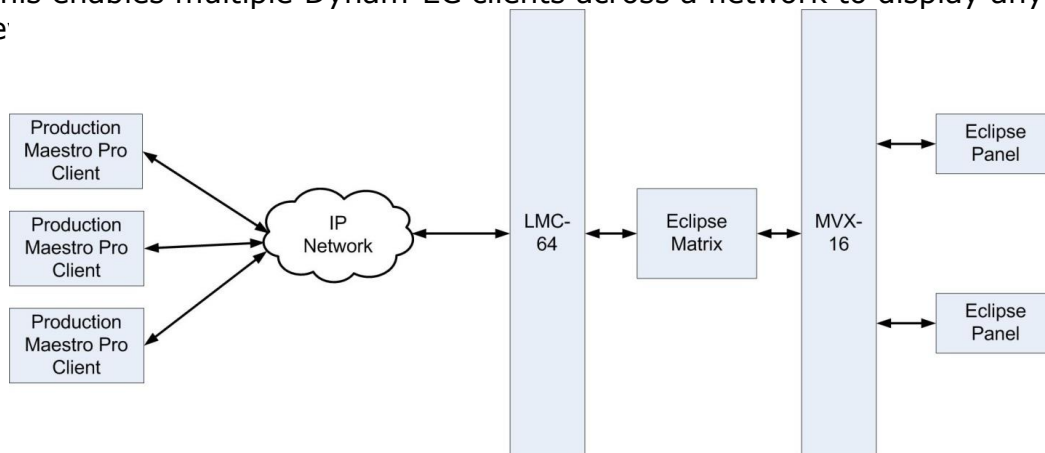 his enables multiple Dynam-EC clients across a network to display any
Production
Maestro Pro
Client
Production
Maestro Pro
Client
Production
Maestro Pro
Client
IP
Network
LMC-
64
Eclipse
Matrix
MVX-
16
Eclipse
Panel
Eclipse
Panel